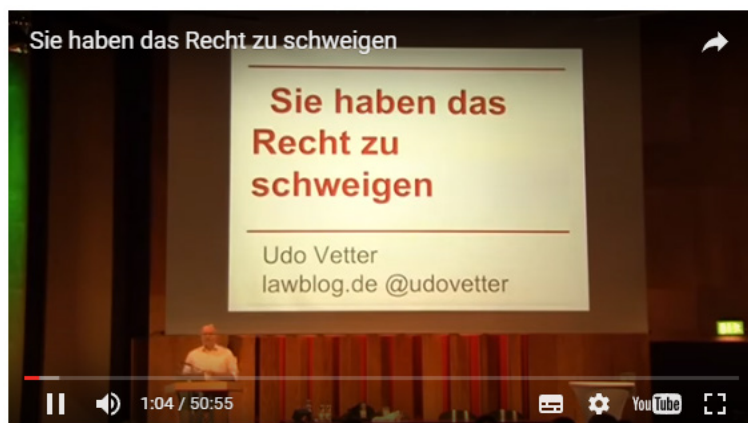 Sie haben das Recht zu schweigen
Sie haben das
Recht zu
schweigen
Udo Vetter
lawblog.de @udovetter
1:04 / 50:55
YouTube